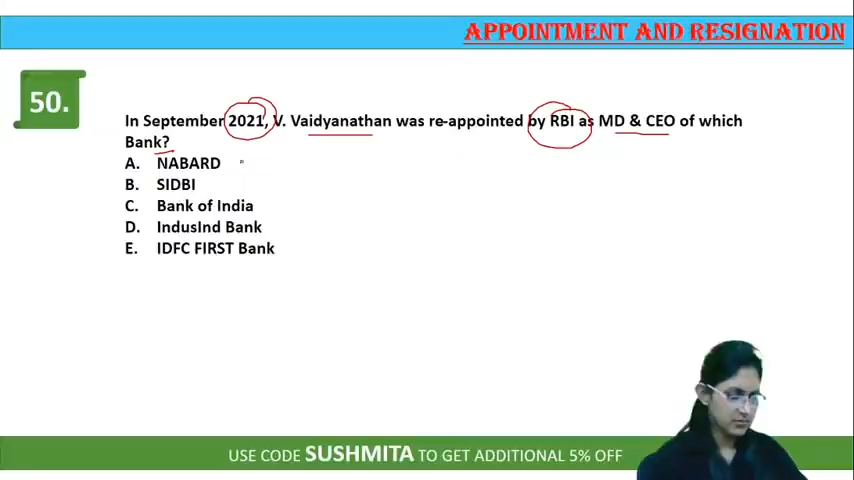 APPOINTMENT AND RESIGNATION
50.
In September 2021, V. Vaidyanathan was re-appointed by RBI as MD & CEO of which
Bank?
A. NABARD
B. SIDBI
C. Bank of India
D. IndusInd Bank
E. IDFC FIRST Bank
USE CODE SUSHMITA TO GET ADDITIONAL 5% OFF